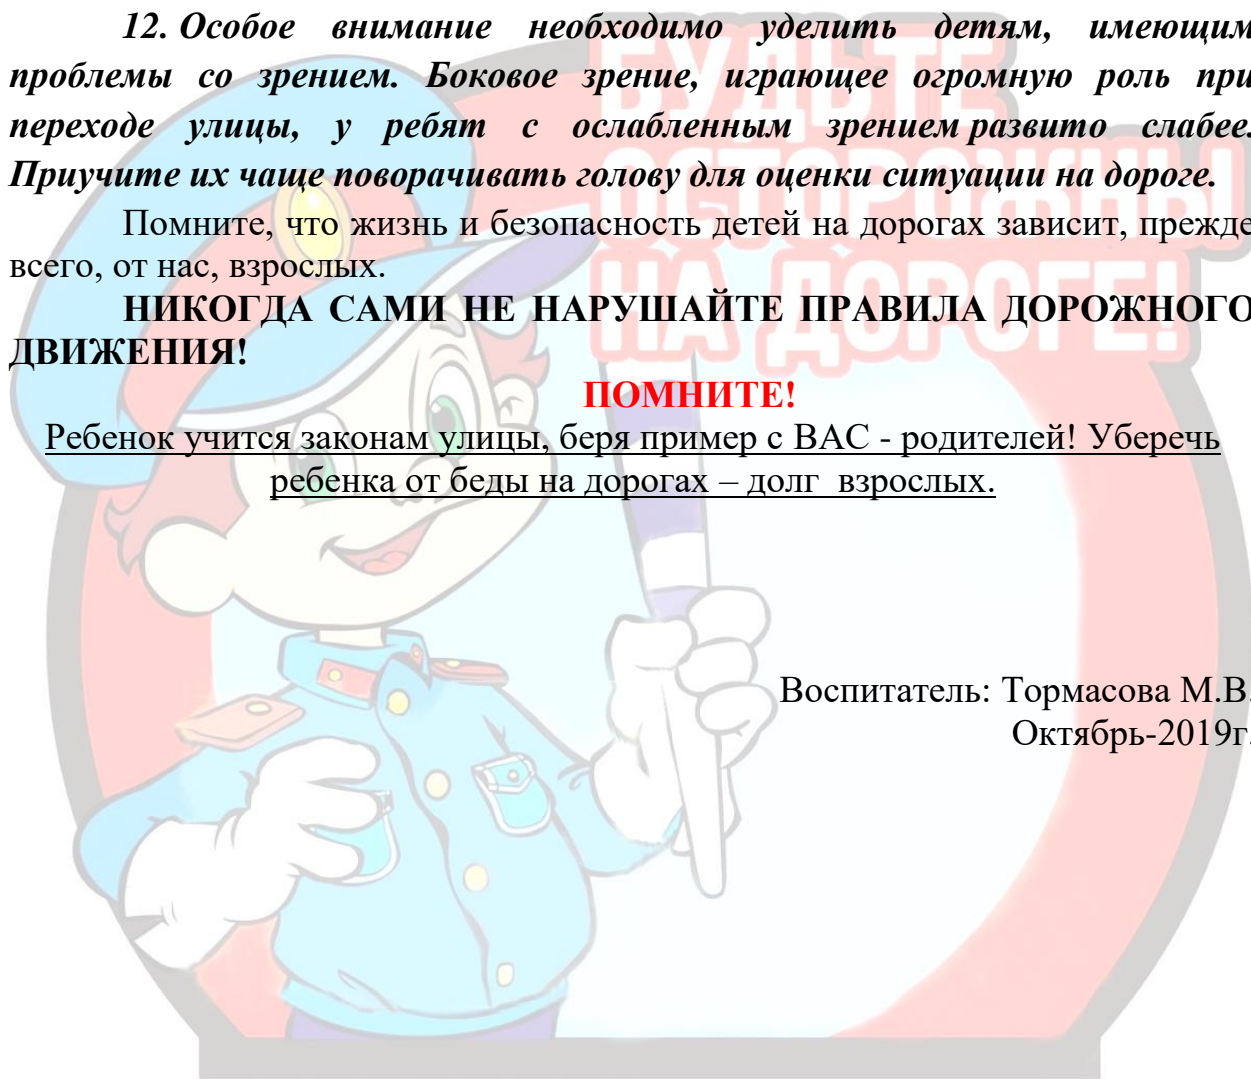 12. Особое внимание необходимо уделить детям, имеющим
проблемы со зрением. Боковое зрение, играющее огромную роль при
переходе улицы, у ребят с ослабленным зрением развито слабее.
Приучите их чаще поворачивать голову для оценки ситуации на дороге.
Помните, что жизнь и безопасность детей на дорогах зависит, прежде
всего, от нас, взрослых.
НИКОГДА САМИ НЕ НАРУШАЙТЕ ПРАВИЛА ДОРОЖНОГО
ДВИЖЕНИЯ!
ПОМНИТЕ!
Ребенок учится законам улицы, беря пример с ВАС - родителей! Уберечь
ребенка от беды на дорогах – долг взрослых.
Воспитатель: Тормасова М.В.
Октябрь-2019г.
БУДЬТЕ
ОСТОРОЖНЫ
НА ДОРОГЕ!